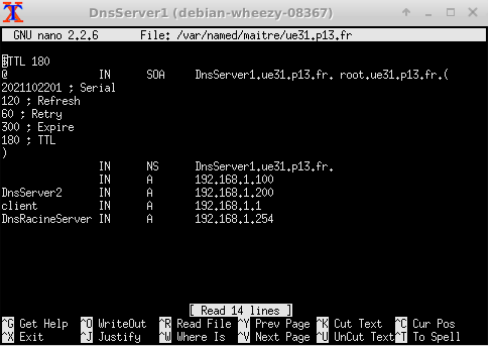 DnsServer1 (debian-wheezy-08367)
GNU nano 2.2.6 File: /var/named/maitre/ue31.p13.fr
$TTL 180
@ IN SOA DnsServer1.ue31.p13.fr. root.ue31.p13.fr.(
2021102201 ; Serial
120 ; Refresh
60 ; Retry
300 ; Expire
180 ; TTL
)
IN NS DnsServer1.ue31.p13.fr.
IN A 192.168.1.100
DnsServer2 IN A 192.168.1.200
client IN A 192.168.1.1
DnsRacineServer IN A 192.168.1.254
[ Read 14 lines ]
^G Get Help ^O WriteOut ^R Read File ^Y Prev Page ^K Cut Text ^C Cur Pos
^X Exit ^J Justify ^W Where Is ^V Next Page ^U UnCut Text ^T To Spell